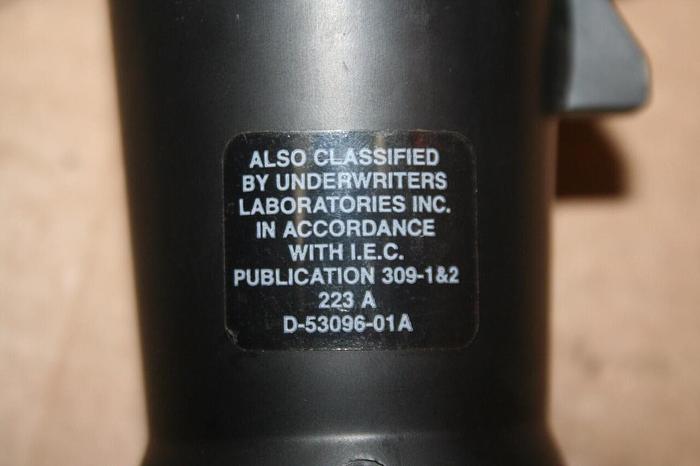 ALSO CLASSIFIED
BY UNDERWRITERS
LABORATORIES INC.
IN ACCORDANCE
WITH I.E.C.
PUBLICATION 309-1&2
223 A
D-53096-01A